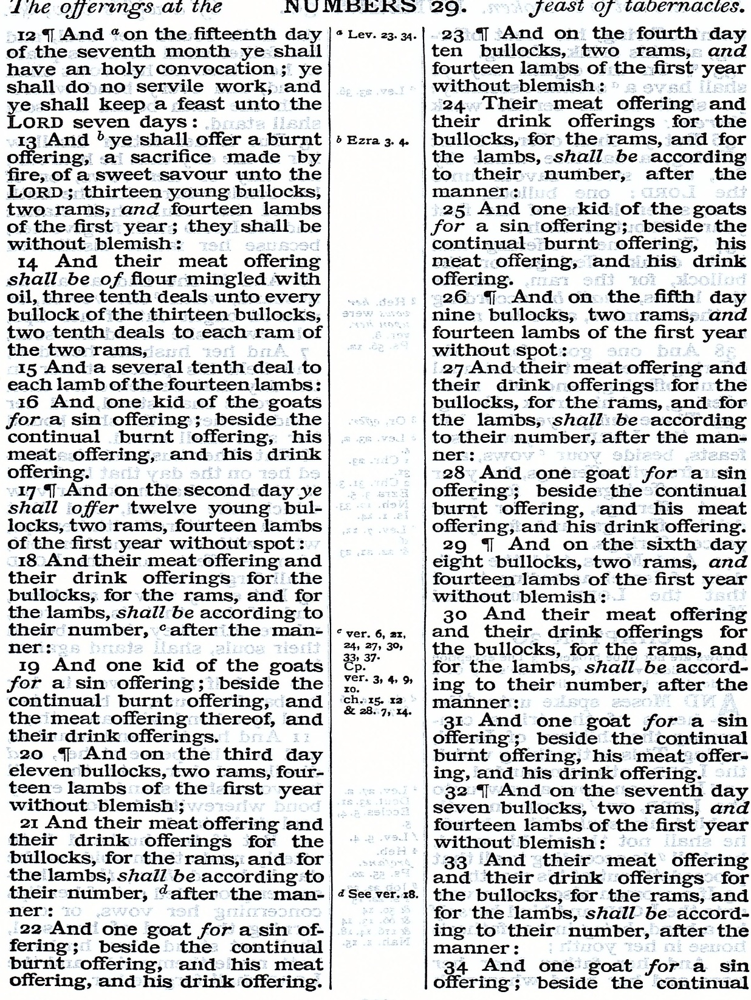 The offerings at the NUMBERS 29. feast of tabernacles.
12 ¶ And a on the fifteenth day
of the seventh month ye shall
have an holy convocation; ye
shall do no servile work, and
ye shall keep a feast unto the
LORD seven days:
13 And b ye shall offer a burnt
offering, a sacrifice made by
fire, of a sweet savour unto the
LORD; thirteen young bullocks,
two rams, and fourteen lambs
of the first year; they shall be
without blemish:
14 And their meat offering
shall be of flour mingled with
oil, three tenth deals unto every
bullock of the thirteen bullocks,
two tenth deals to each ram of
the two rams,
15 And a several tenth deal to
each lamb of the fourteen lambs:
16 And one kid of the goats
for a sin offering; beside the
continual burnt offering, his
meat offering, and his drink
offering.
17 ¶ And on the second day ye
shall offer twelve young bul-
locks, two rams, fourteen lambs
of the first year without spot:
18 And their meat offering and
their drink offerings for the
bullocks, for the rams, and for
the lambs, shall be according to
their number, c after the man-
ner:
19 And one kid of the goats
for a sin offering; beside the
continual burnt offering, and
the meat offering thereof, and
their drink offerings.
20 ¶ And on the third day
eleven bullocks, two rams, four-
teen lambs of the first year
without blemish;
21 And their meat offering and
their drink offerings for the
bullocks, for the rams, and for
the lambs, shall be according to
their number, d after the man-
ner:
22 And one goat for a sin of-
fering; beside the continual
burnt offering, and his meat
offering, and his drink offering.
a Lev. 23. 34.
b Ezra 3. 4.
c ver. 6, 21,
24, 27, 30,
33, 37.
Cp.
ver. 3, 4, 9,
10.
ch. 15. 12
& 28. 7, 14.
d See ver. 18.
23 ¶ And on the fourth day
ten bullocks, two rams, and
fourteen lambs of the first year
without blemish:
24 Their meat offering and
their drink offerings for the
bullocks, for the rams, and for
the lambs, shall be according
to their number, after the
manner:
25 And one kid of the goats
for a sin offering; beside the
continual burnt offering, his
meat offering, and his drink
offering.
26 ¶ And on the fifth day
nine bullocks, two rams, and
fourteen lambs of the first year
without spot:
27 And their meat offering and
their drink offerings for the
bullocks, for the rams, and for
the lambs, shall be according
to their number, after the man-
ner:
28 And one goat for a sin
offering; beside the continual
burnt offering, and his meat
offering, and his drink offering.
29 ¶ And on the sixth day
eight bullocks, two rams, and
fourteen lambs of the first year
without blemish:
30 And their meat offering
and their drink offerings for
the bullocks, for the rams, and
for the lambs, shall be accord-
ing to their number, after the
manner:
31 And one goat for a sin
offering; beside the continual
burnt offering, his meat offer-
ing, and his drink offering.
32 ¶ And on the seventh day
seven bullocks, two rams, and
fourteen lambs of the first year
without blemish:
33 And their meat offering
and their drink offerings for
the bullocks, for the rams, and
for the lambs, shall be accord-
ing to their number, after the
manner:
34 And one goat for a sin
offering; beside the continual